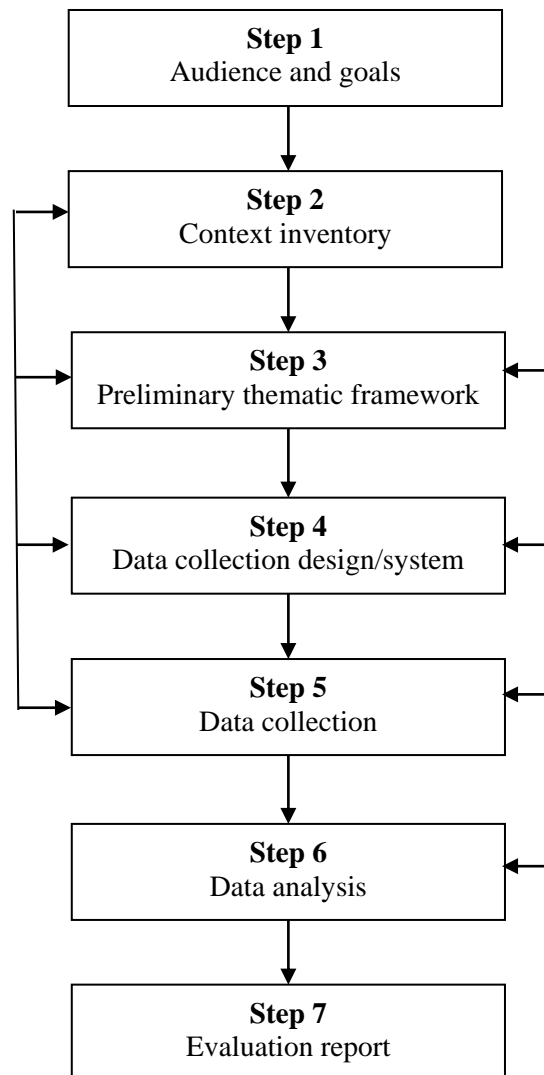 Step 1
Audience and goals
Step 2
Context inventory
Step 3
Preliminary thematic framework
Step 4
Data collection design/system
Step 5
Data collection
Step 6
Data analysis
Step 7
Evaluation report